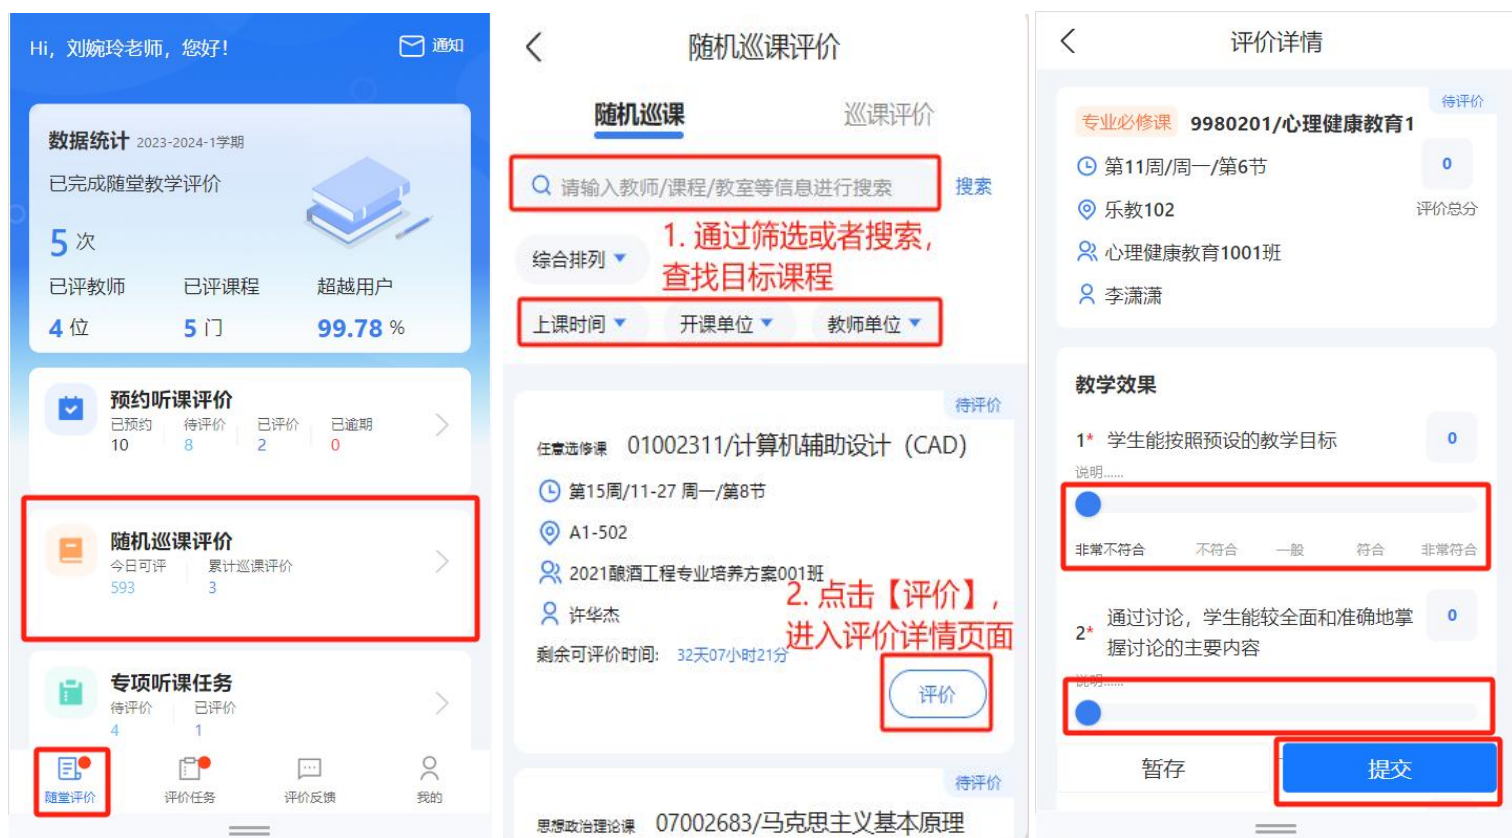 Hi，刘婉玲老师，您好！
通知
数据统计 2023-2024-1学期
已完成随堂教学评价
5 次
已评教师 已评课程 超越用户
4 位 5 门 99.78 %
预约听课评价
已预约 待评价 已评价 已逾期
10 8 2 0
随机巡课评价
今日可评 累计巡课评价
593 3
专项听课任务
待评价 已评价
4 1
随堂评价 评价任务 评价反馈 我的
随机巡课评价
随机巡课 巡课评价
请输入教师/课程/教室等信息进行搜索 搜索
1. 通过筛选或者搜索，
查找目标课程
综合排列
上课时间 开课单位 教师单位
待评价
任意选修课 01002311/计算机辅助设计（CAD）
第15周/11-27 周一/第8节
A1-502
2021酿酒工程专业培养方案001班
许华杰
2. 点击【评价】，
进入评价详情页面
剩余可评价时间: 32天07小时21分
评价
待评价
思想政治理论课 07002683/马克思主义基本原理
评价详情
待评价
专业必修课 9980201/心理健康教育1
第11周/周一/第6节
0
乐教102
评价总分
心理健康教育1001班
李潇潇
教学效果
1* 学生能按照预设的教学目标 0
说明......
非常不符合 不符合 一般 符合 非常符合
2* 通过讨论，学生能较全面和准确地掌
握讨论的主要内容
0
说明......
暂存 提交